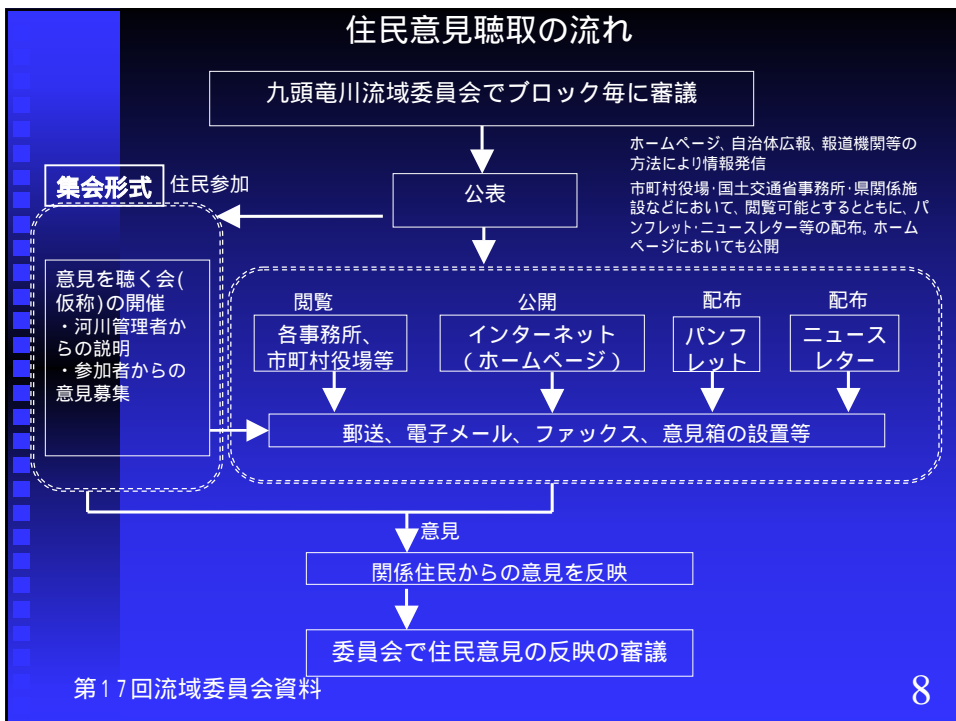 住民意見聴取の流れ
九頭竜川流域委員会でブロック毎に審議
ホームページ、自治体広報、報道機関等の
方法により情報発信
市町村役場・国土交通省事務所・県関係施
設などにおいて、閲覧可能とするとともに、パ
ンフレット・ニュースレター等の配布。ホーム
ページにおいても公開
公表
集会形式 住民参加
意見を聴く会(
仮称)の開催
・河川管理者か
らの説明
・参加者からの
意見募集
閲覧
各事務所、
市町村役場等
公開
インターネット
(ホームページ)
配布
パンフ
レット
配布
ニュース
レター
郵送、電子メール、ファックス、意見箱の設置等
意見
関係住民からの意見を反映
委員会で住民意見の反映の審議
第17回流域委員会資料
8